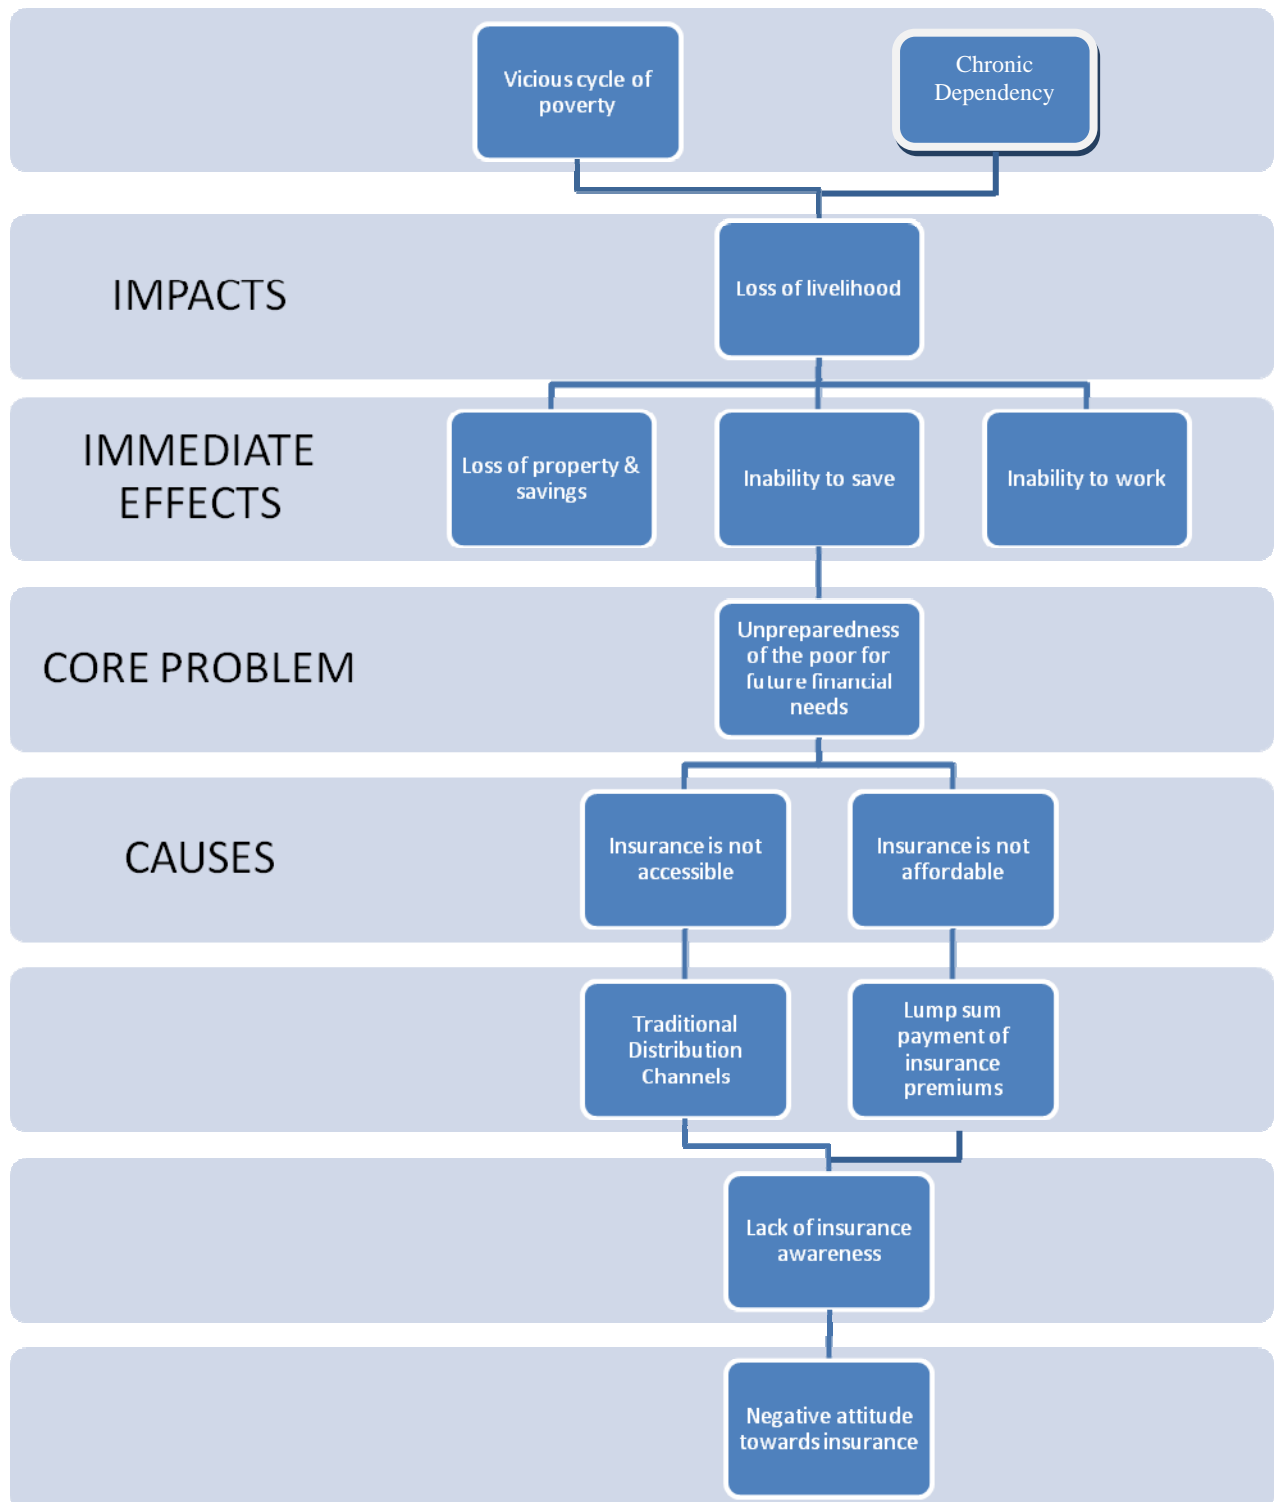 Vicious cycle of
poverty
Chronic
Dependency
IMPACTS
Loss of livelihood
IMMEDIATE
EFFECTS
Loss of property &
savings
Inability to save
Inability to work
CORE PROBLEM
Unpreparedness
of the poor for
future financial
needs
CAUSES
Insurance is not
accessible
Insurance is not
affordable
Traditional
Distribution
Channels
Lump sum
payment of
insurance
premiums
Lack of insurance
awareness
Negative attitude
towards insurance